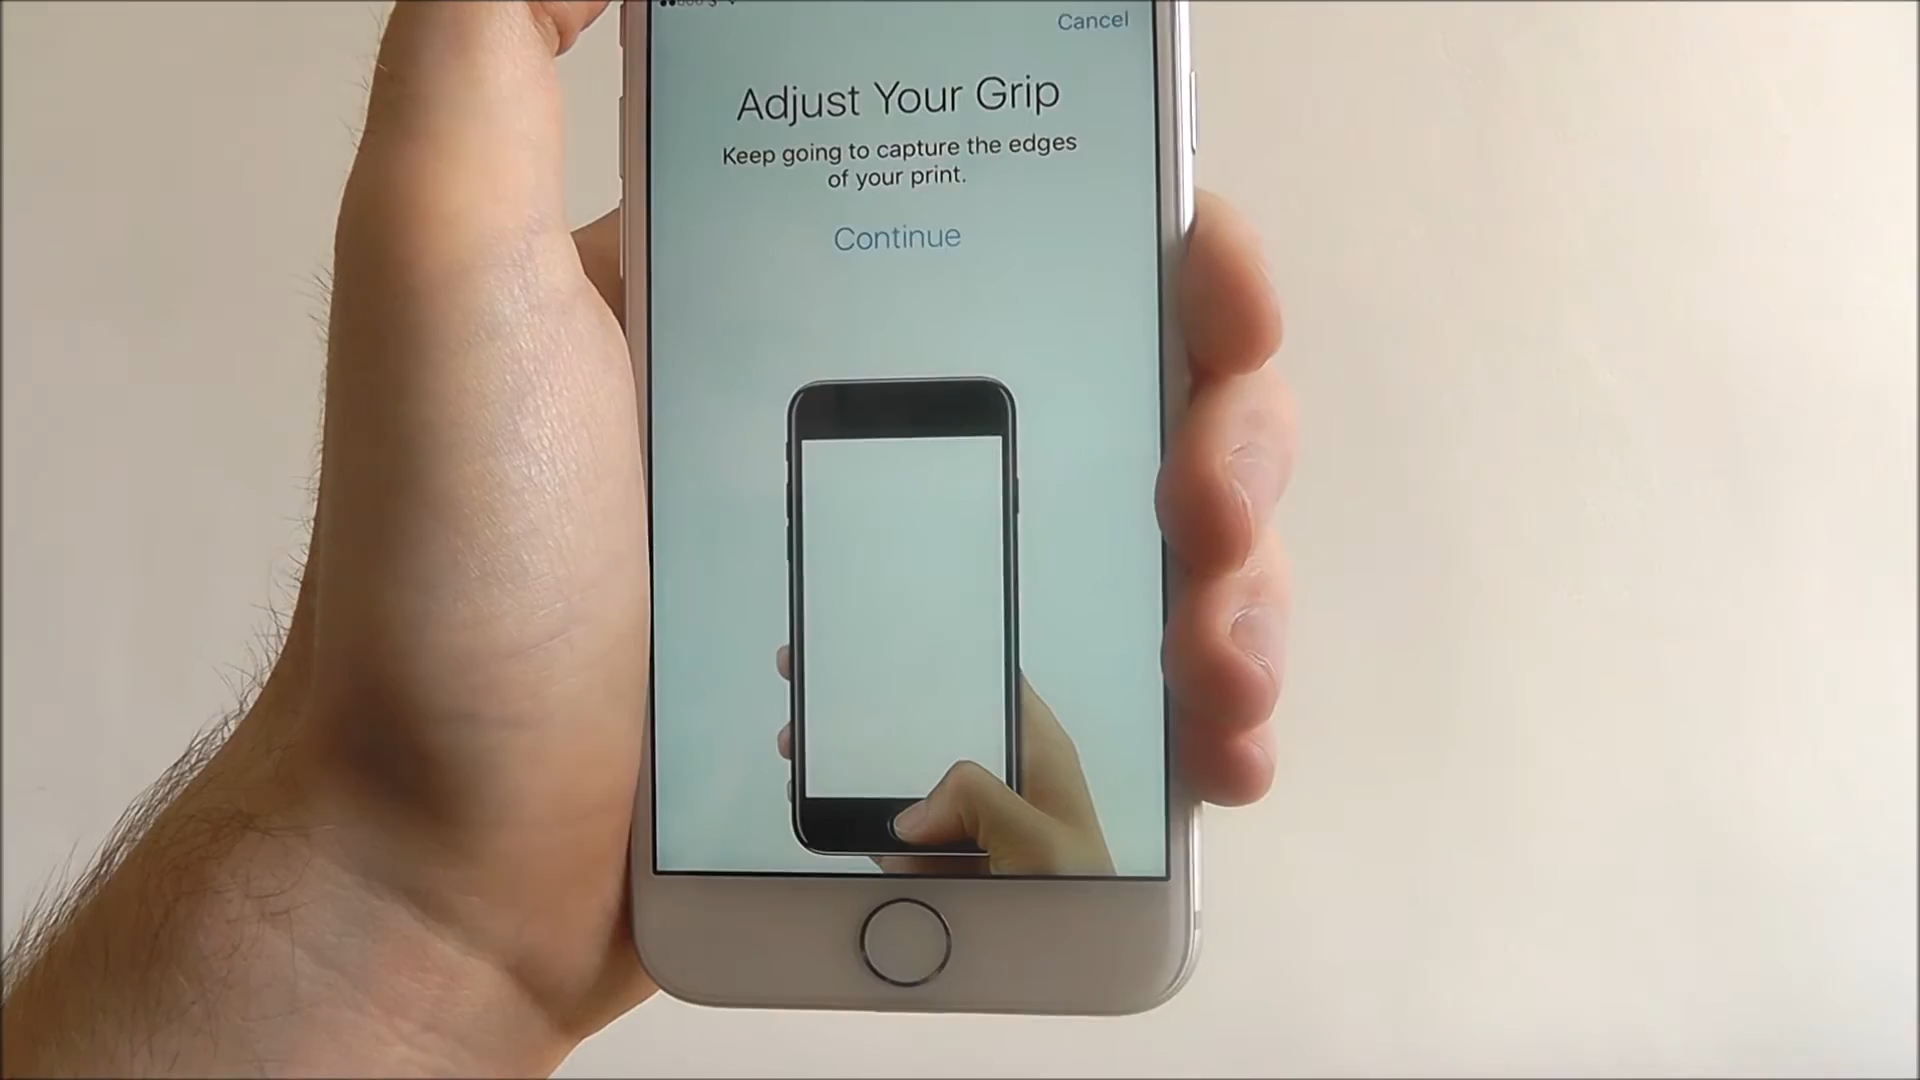 Cancel
Adjust Your Grip
Keep going to capture the edges
of your print.
Continue